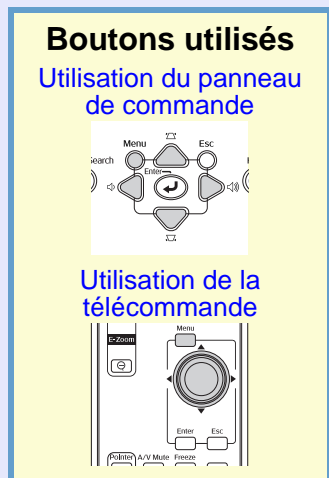 Boutons utilisés
Utilisation du panneau
de commande
Menu Esc
earch
Enter
Utilisation de la
télécommande
Menu
E-Zoom
Enter Esc
Pointer A/V Mute Freeze